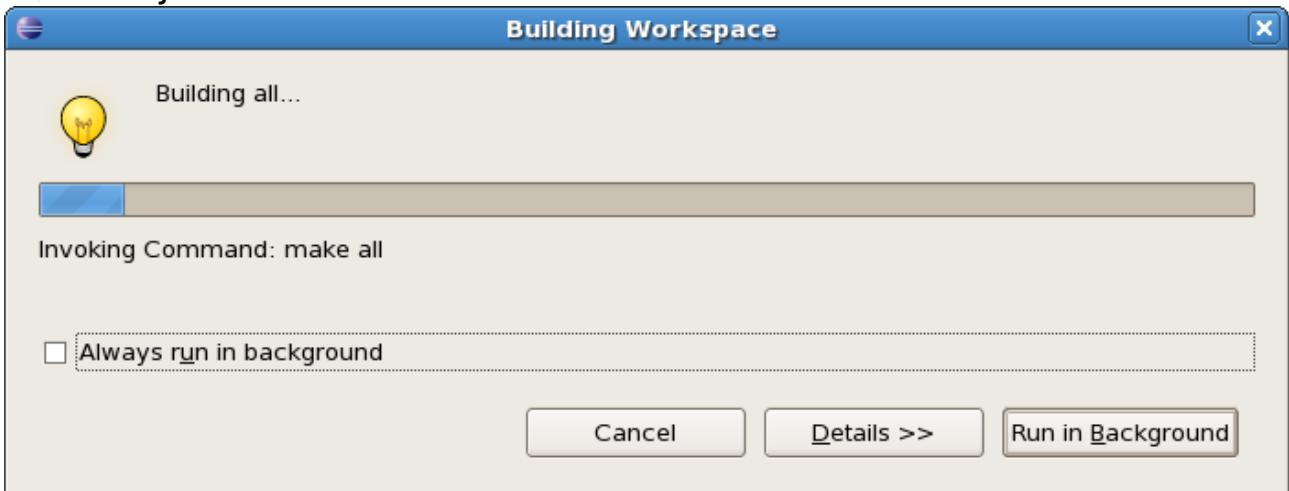 Building Workspace
Building all...
Invoking Command: make all
Always run in background
Cancel
Details >>
Run in Background